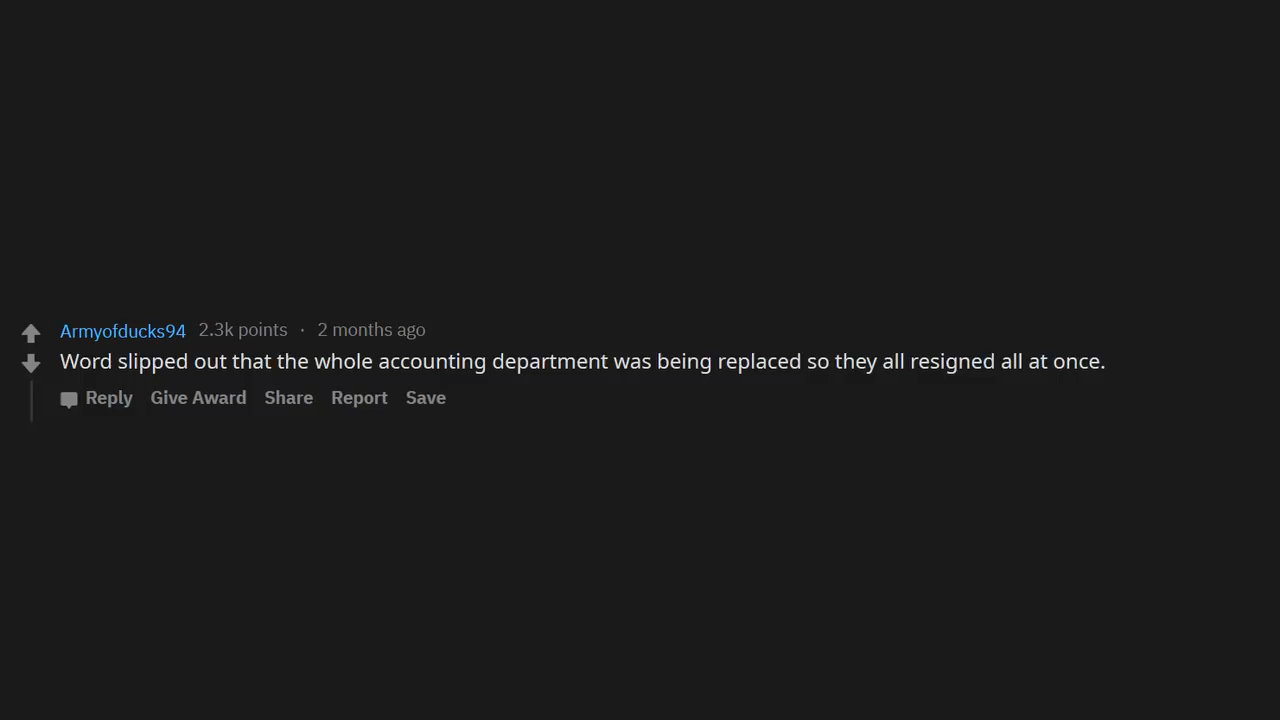 Armyofducks94 2.3k points · 2 months ago
Word slipped out that the whole accounting department was being replaced so they all resigned all at once.
Reply Give Award Share Report Save